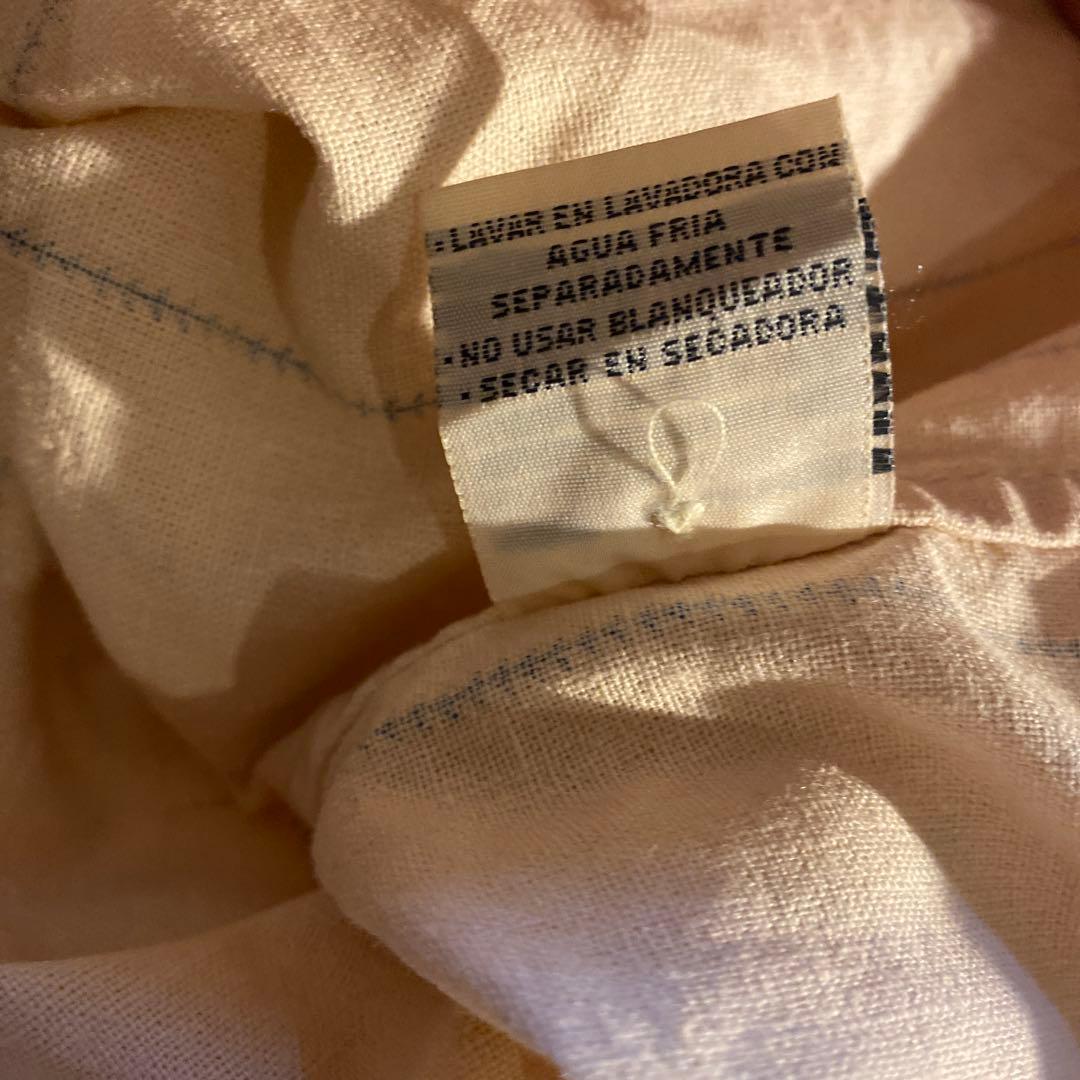 • LAVAR EN LAVADORA CON
AGUA FRIA
SEPARADAMENTE
• NO USAR BLANQUEADOR
• SECAR EN SECADORA